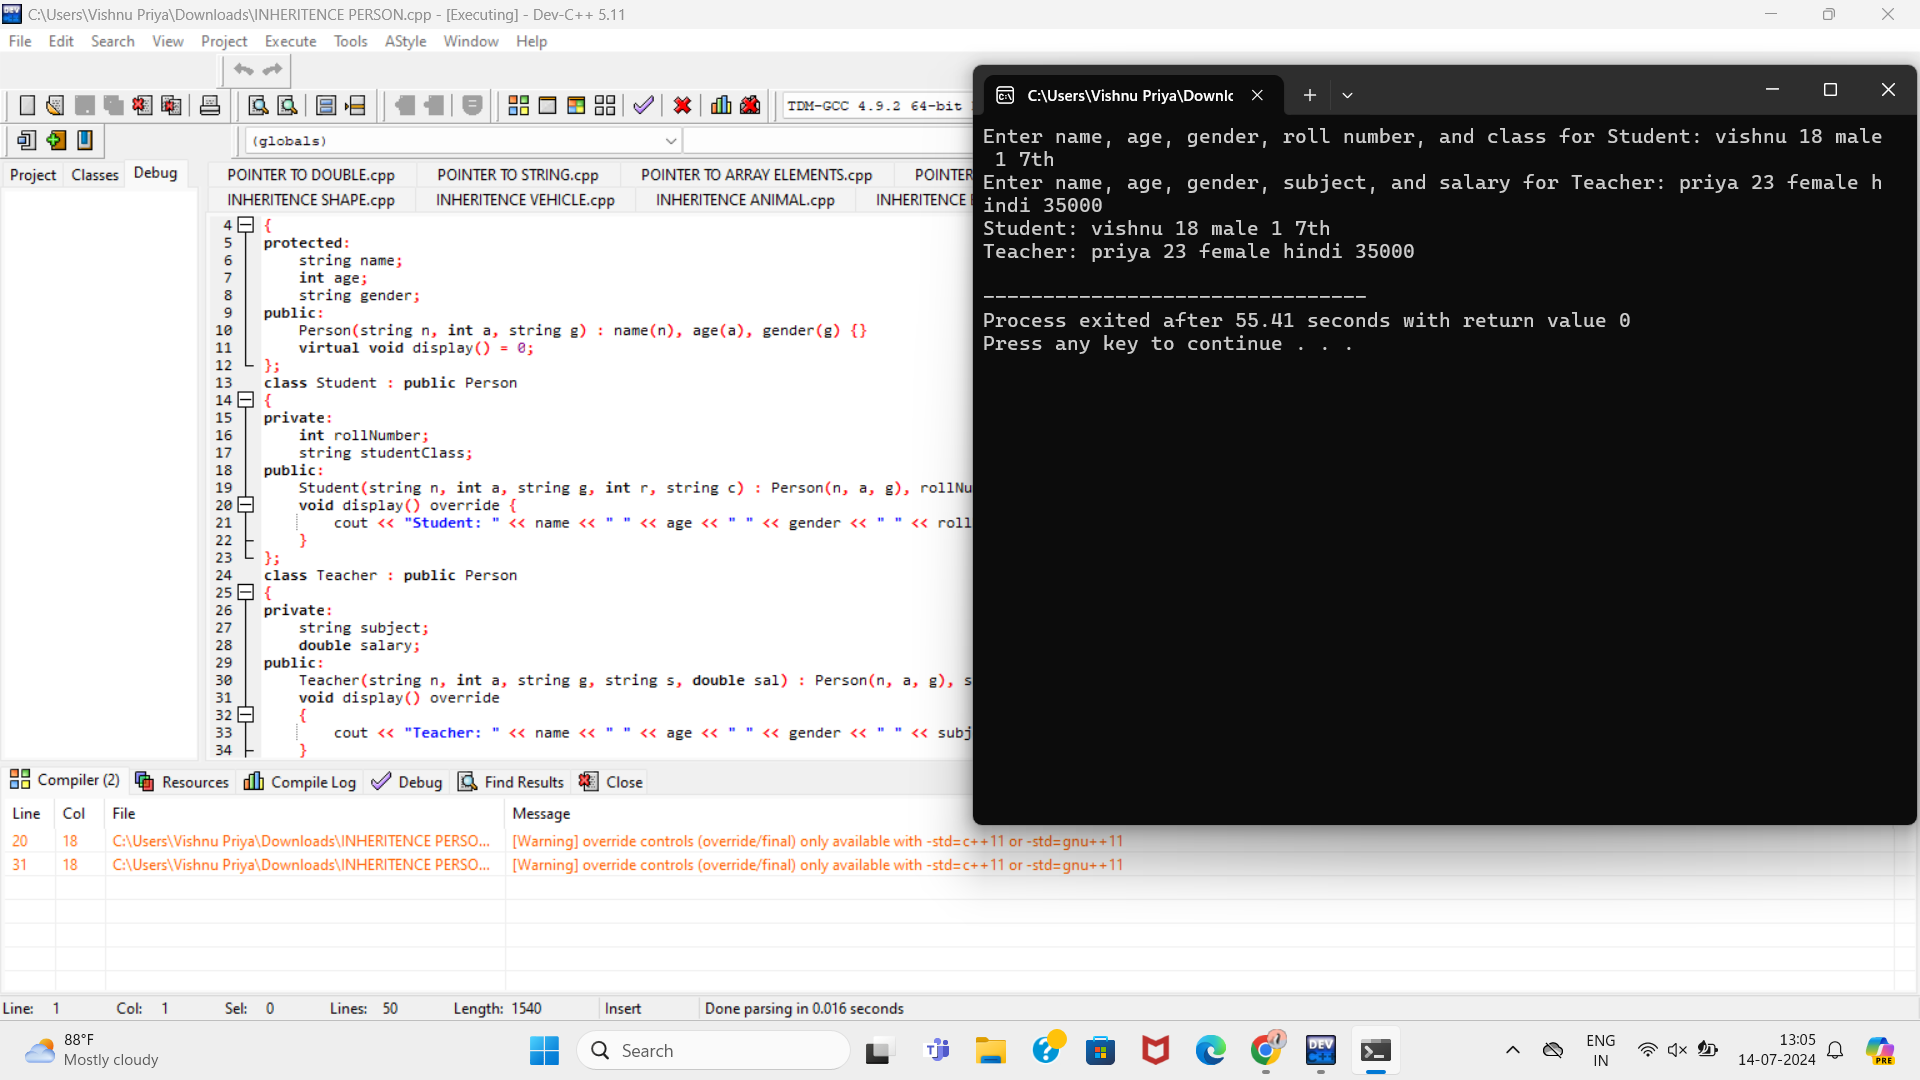 C:\Users\Vishnu Priya\Downloads\INHERITENCE PERSON.cpp - [Executing] - Dev-C++ 5.11
File Edit Search View Project Execute Tools AStyle Window Help
TDM-GCC 4.9.2 64-bit
(globals)
Project Classes Debug
POINTER TO DOUBLE.cpp POINTER TO STRING.cpp POINTER TO ARRAY ELEMENTS.cpp POINTER
INHERITENCE SHAPE.cpp INHERITENCE VEHICLE.cpp INHERITENCE ANIMAL.cpp INHERITENCE
4 {
5 protected:
6 string name;
7 int age;
8 string gender;
9 public:
10 Person(string n, int a, string g) : name(n), age(a), gender(g) {}
11 virtual void display() = 0;
12 };
13 class Student : public Person
14 {
15 private:
16 int rollNumber;
17 string studentClass;
18 public:
19 Student(string n, int a, string g, int r, string c) : Person(n, a, g), rollNu
20 void display() override {
21 cout << "Student: " << name << " " << age << " " << gender << " " << roll
22 }
23 };
24 class Teacher : public Person
25 {
26 private:
27 string subject;
28 double salary;
29 public:
30 Teacher(string n, int a, string g, string s, double sal) : Person(n, a, g), s
31 void display() override
32 {
33 cout << "Teacher: " << name << " " << age << " " << gender << " " << subj
34 }
C:\Users\Vishnu Priya\Downlc
Enter name, age, gender, roll number, and class for Student: vishnu 18 male
1 7th
Enter name, age, gender, subject, and salary for Teacher: priya 23 female h
indi 35000
Student: vishnu 18 male 1 7th
Teacher: priya 23 female hindi 35000
--------------------------------
Process exited after 55.41 seconds with return value 0
Press any key to continue . . .
Compiler (2) Resources Compile Log Debug Find Results Close
Line Col File Message
20 18 C:\Users\Vishnu Priya\Downloads\INHERITENCE PERSO... [Warning] override controls (override/final) only available with -std=c++11 or -std=gnu++11
31 18 C:\Users\Vishnu Priya\Downloads\INHERITENCE PERSO... [Warning] override controls (override/final) only available with -std=c++11 or -std=gnu++11
Line: 1 Col: 1 Sel: 0 Lines: 50 Length: 1540 Insert Done parsing in 0.016 seconds
88°F
Mostly cloudy
Search
ENG
IN
13:05
14-07-2024